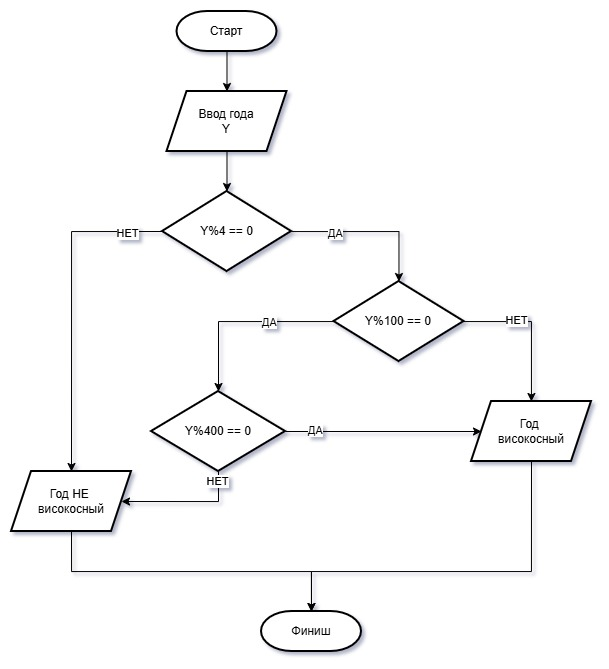 Старт
Ввод года
Y
Y%4 == 0
НЕТ
ДА
Y%100 == 0
ДА
НЕТ
Y%400 == 0
ДА
Год
високосный
НЕТ
Год НЕ
високосный
Финиш